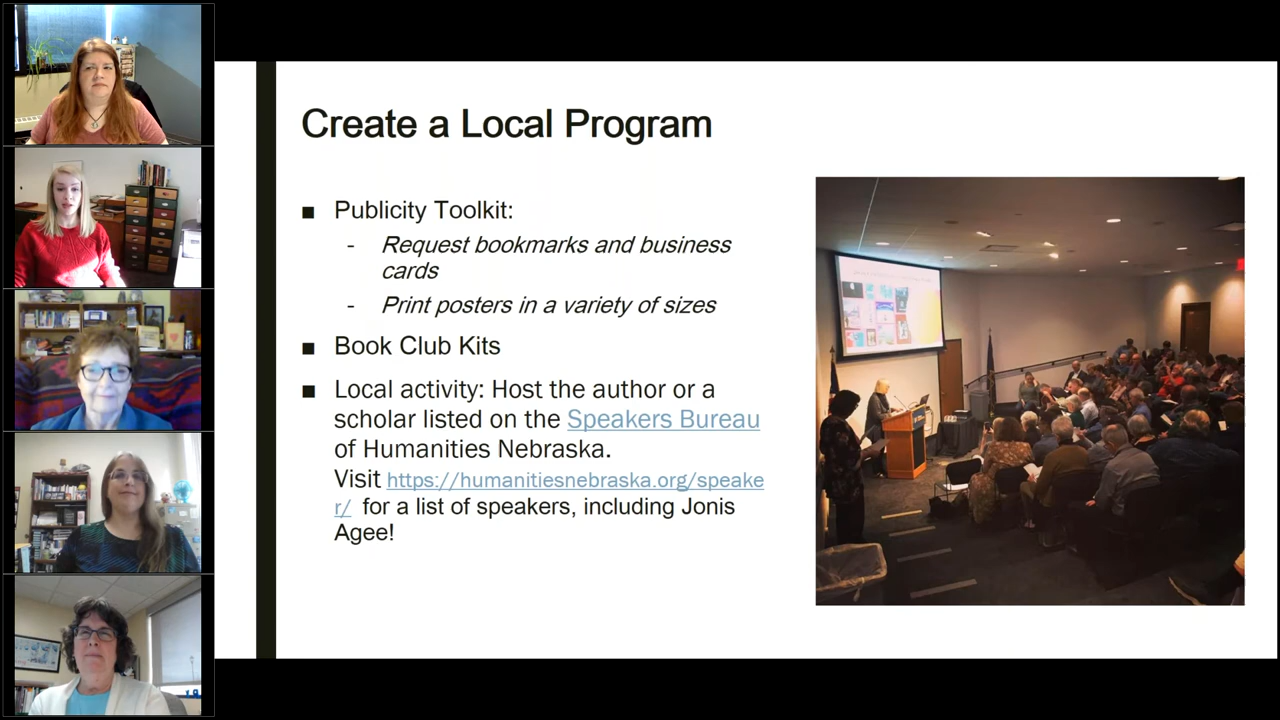 Create a Local Program
■ Publicity Toolkit:
- Request bookmarks and business
cards
- Print posters in a variety of sizes
■ Book Club Kits
■ Local activity: Host the author or a
scholar listed on the Speakers Bureau
of Humanities Nebraska.
Visit https://humanitiesnebraska.org/speake
r/ for a list of speakers, including Jonis
Agee!